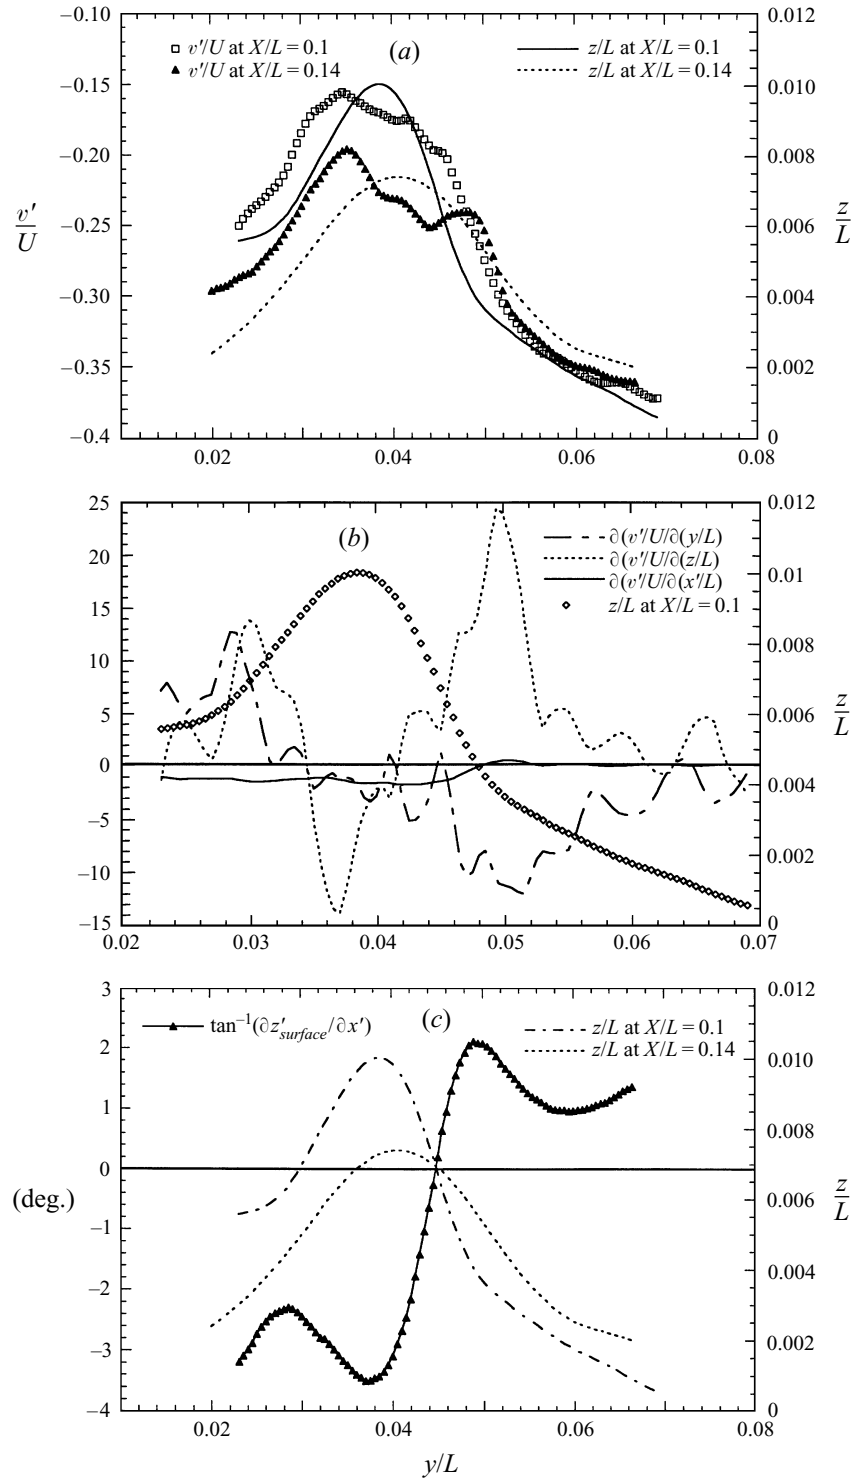 −0.10
−0.15
−0.20
−0.25
−0.30
−0.35
−0.4
v′/U
v′/U at X/L = 0.1
v′/U at X/L = 0.14
(a)
z/L at X/L = 0.1
z/L at X/L = 0.14
0.012
0.010
0.008
0.006
0.004
0.002
0
z/L
0.02
0.04
0.06
0.08
25
20
15
10
5
0
−5
−10
−15
(b)
∂(v′/U/∂(y/L)
∂(v′/U/∂(z/L)
∂(v′/U/∂(x′/L)
z/L at X/L = 0.1
0.012
0.010
0.008
0.006
0.004
0.002
0
z/L
0.02
0.03
0.04
0.05
0.06
0.07
3
2
1
0
−1
−2
−3
−4
(deg.)
tan−1(∂z′surface/∂x′)
(c)
z/L at X/L = 0.1
z/L at X/L = 0.14
0.012
0.010
0.008
0.006
0.004
0.002
0
z/L
0.02
0.04
0.06
0.08
y/L